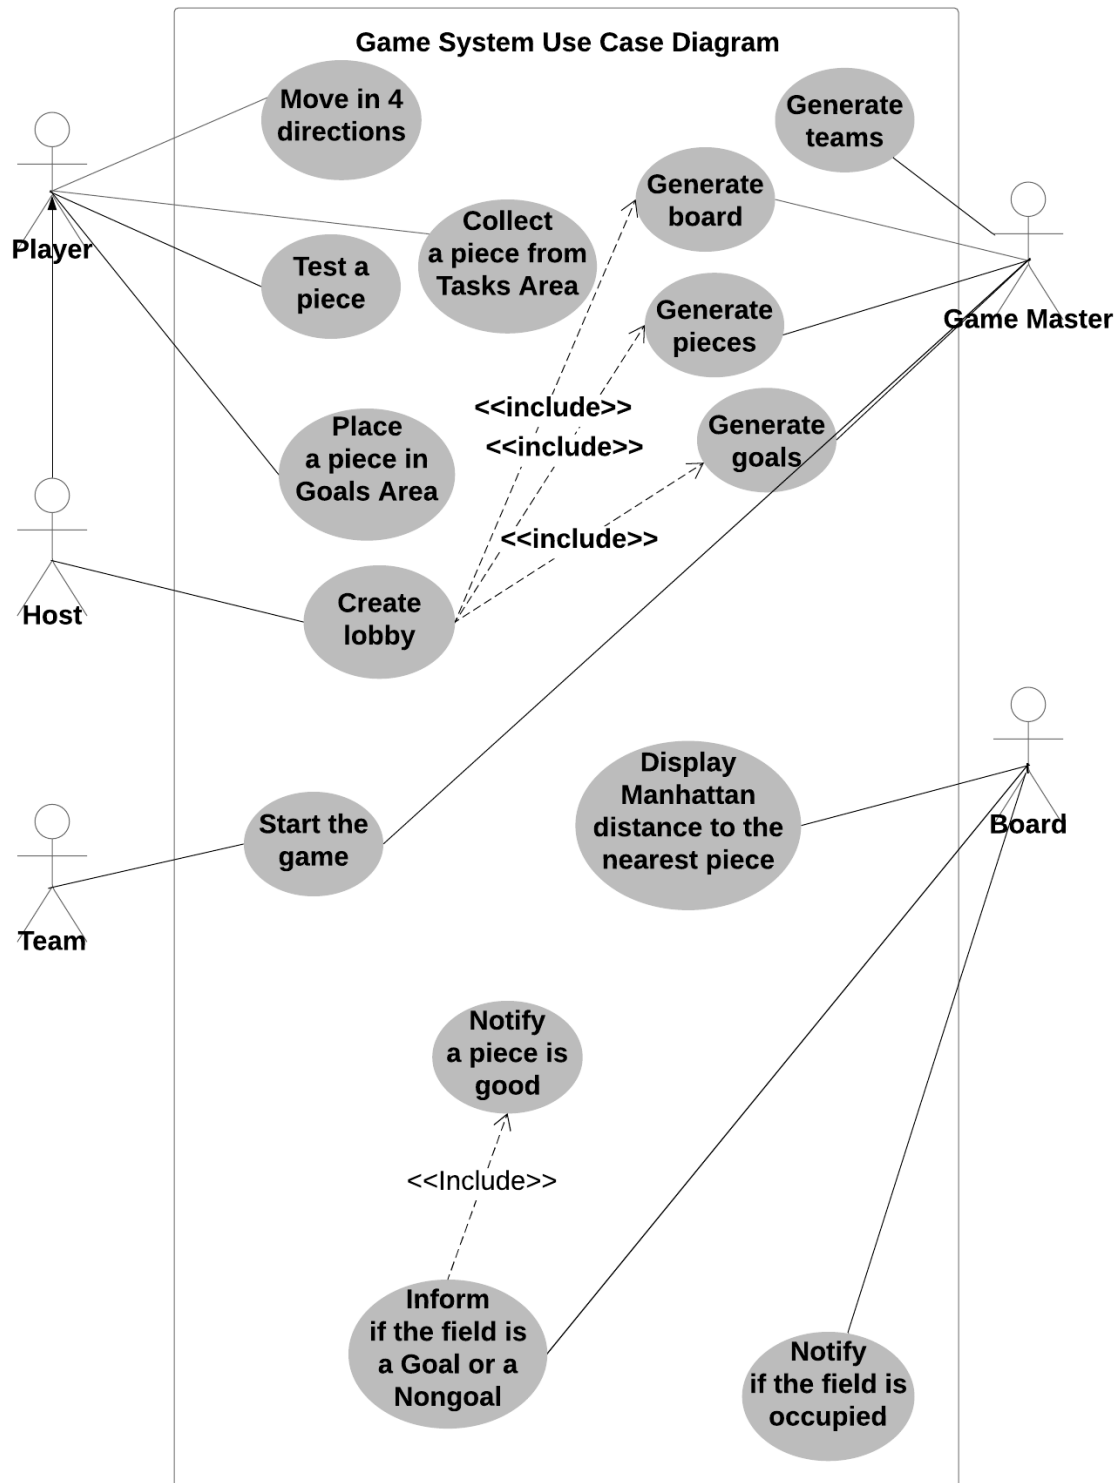 Game System Use Case Diagram
Move in 4
directions
Generate
teams
Generate
board
Player
Collect
a piece from
Tasks Area
Test a
piece
Generate
pieces
Game Master
<<include>>
<<include>>
Generate
goals
Place
a piece in
Goals Area
<<include>>
Host
Create
lobby
Display
Manhattan
distance to the
nearest piece
Board
Start the
game
Team
Notify
a piece is
good
<<Include>>
Inform
if the field is
a Goal or a
Nongoal
Notify
if the field is
occupied